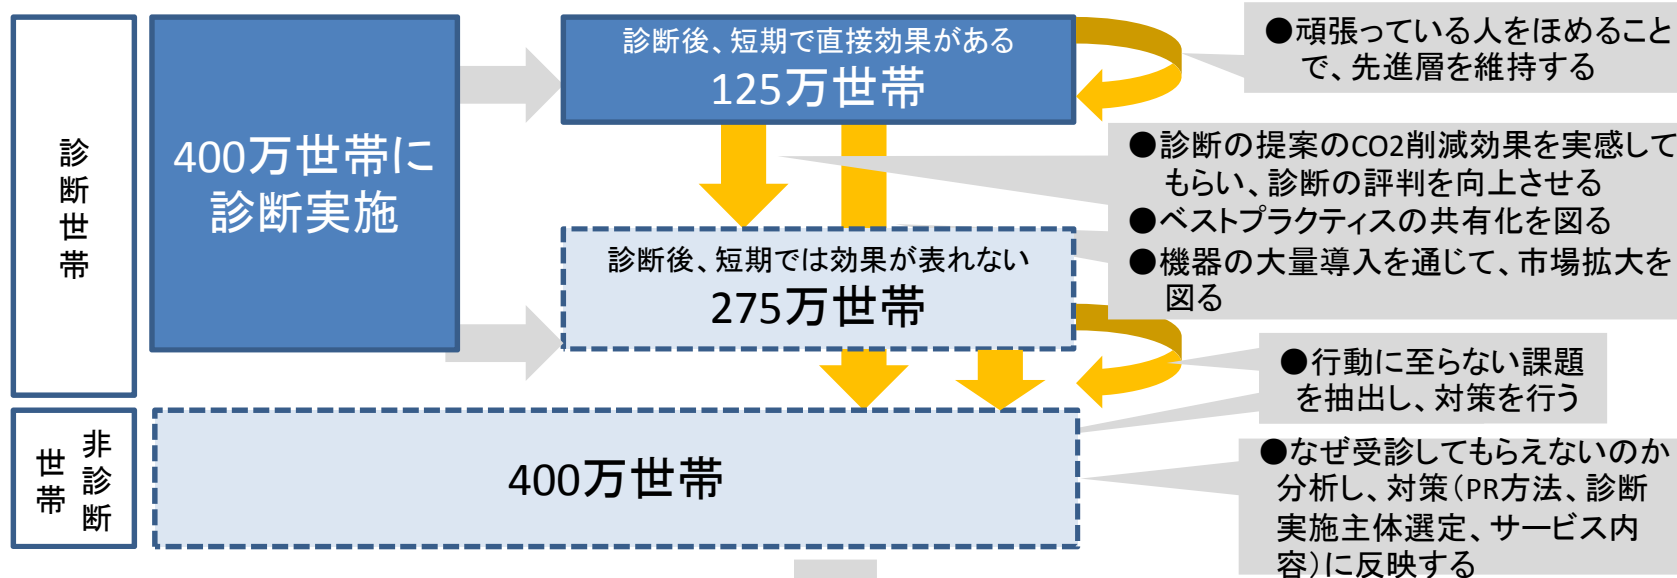 診断世帯
400万世帯に
診断実施
診断後、短期で直接効果がある
125万世帯
●頑張っている人をほめること
で、先進層を維持する
●診断の提案のCO2削減効果を実感して
もらい、診断の評判を向上させる
●ベストプラクティスの共有化を図る
●機器の大量導入を通じて、市場拡大を
図る
診断後、短期では効果が表れない
275万世帯
●行動に至らない課題
を抽出し、対策を行う
非診断
世帯
400万世帯
●なぜ受診してもらえないのか
分析し、対策(PR方法、診断
実施主体選定、サービス内
容)に反映する